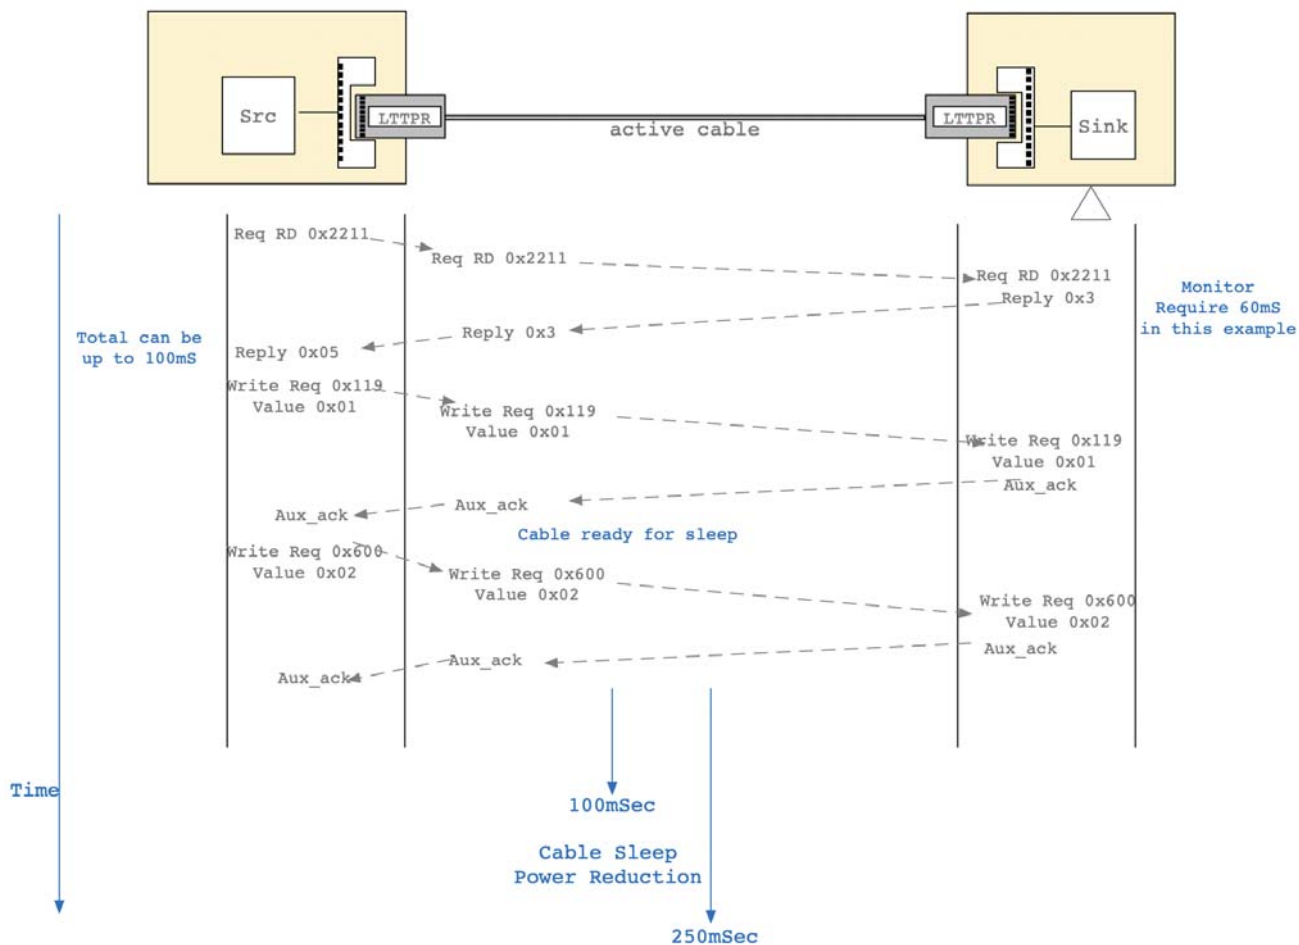 Src
LTTPR
active cable
LTTPR
Sink
Req RD 0x2211
Req RD 0x2211
Req RD 0x2211
Reply 0x3
Monitor
Require 60mS
in this example
Total can be
up to 100mS
Reply 0x3
Reply 0x05
Write Req 0x119
Value 0x01
Write Req 0x119
Value 0x01
Write Req 0x119
Value 0x01
Aux_ack
Aux_ack
Aux_ack
Cable ready for sleep
Write Req 0x600
Value 0x02
Write Req 0x600
Value 0x02
Write Req 0x600
Value 0x02
Aux_ack
Aux_ack
Aux_ack
Time
100mSec
Cable Sleep
Power Reduction
250mSec